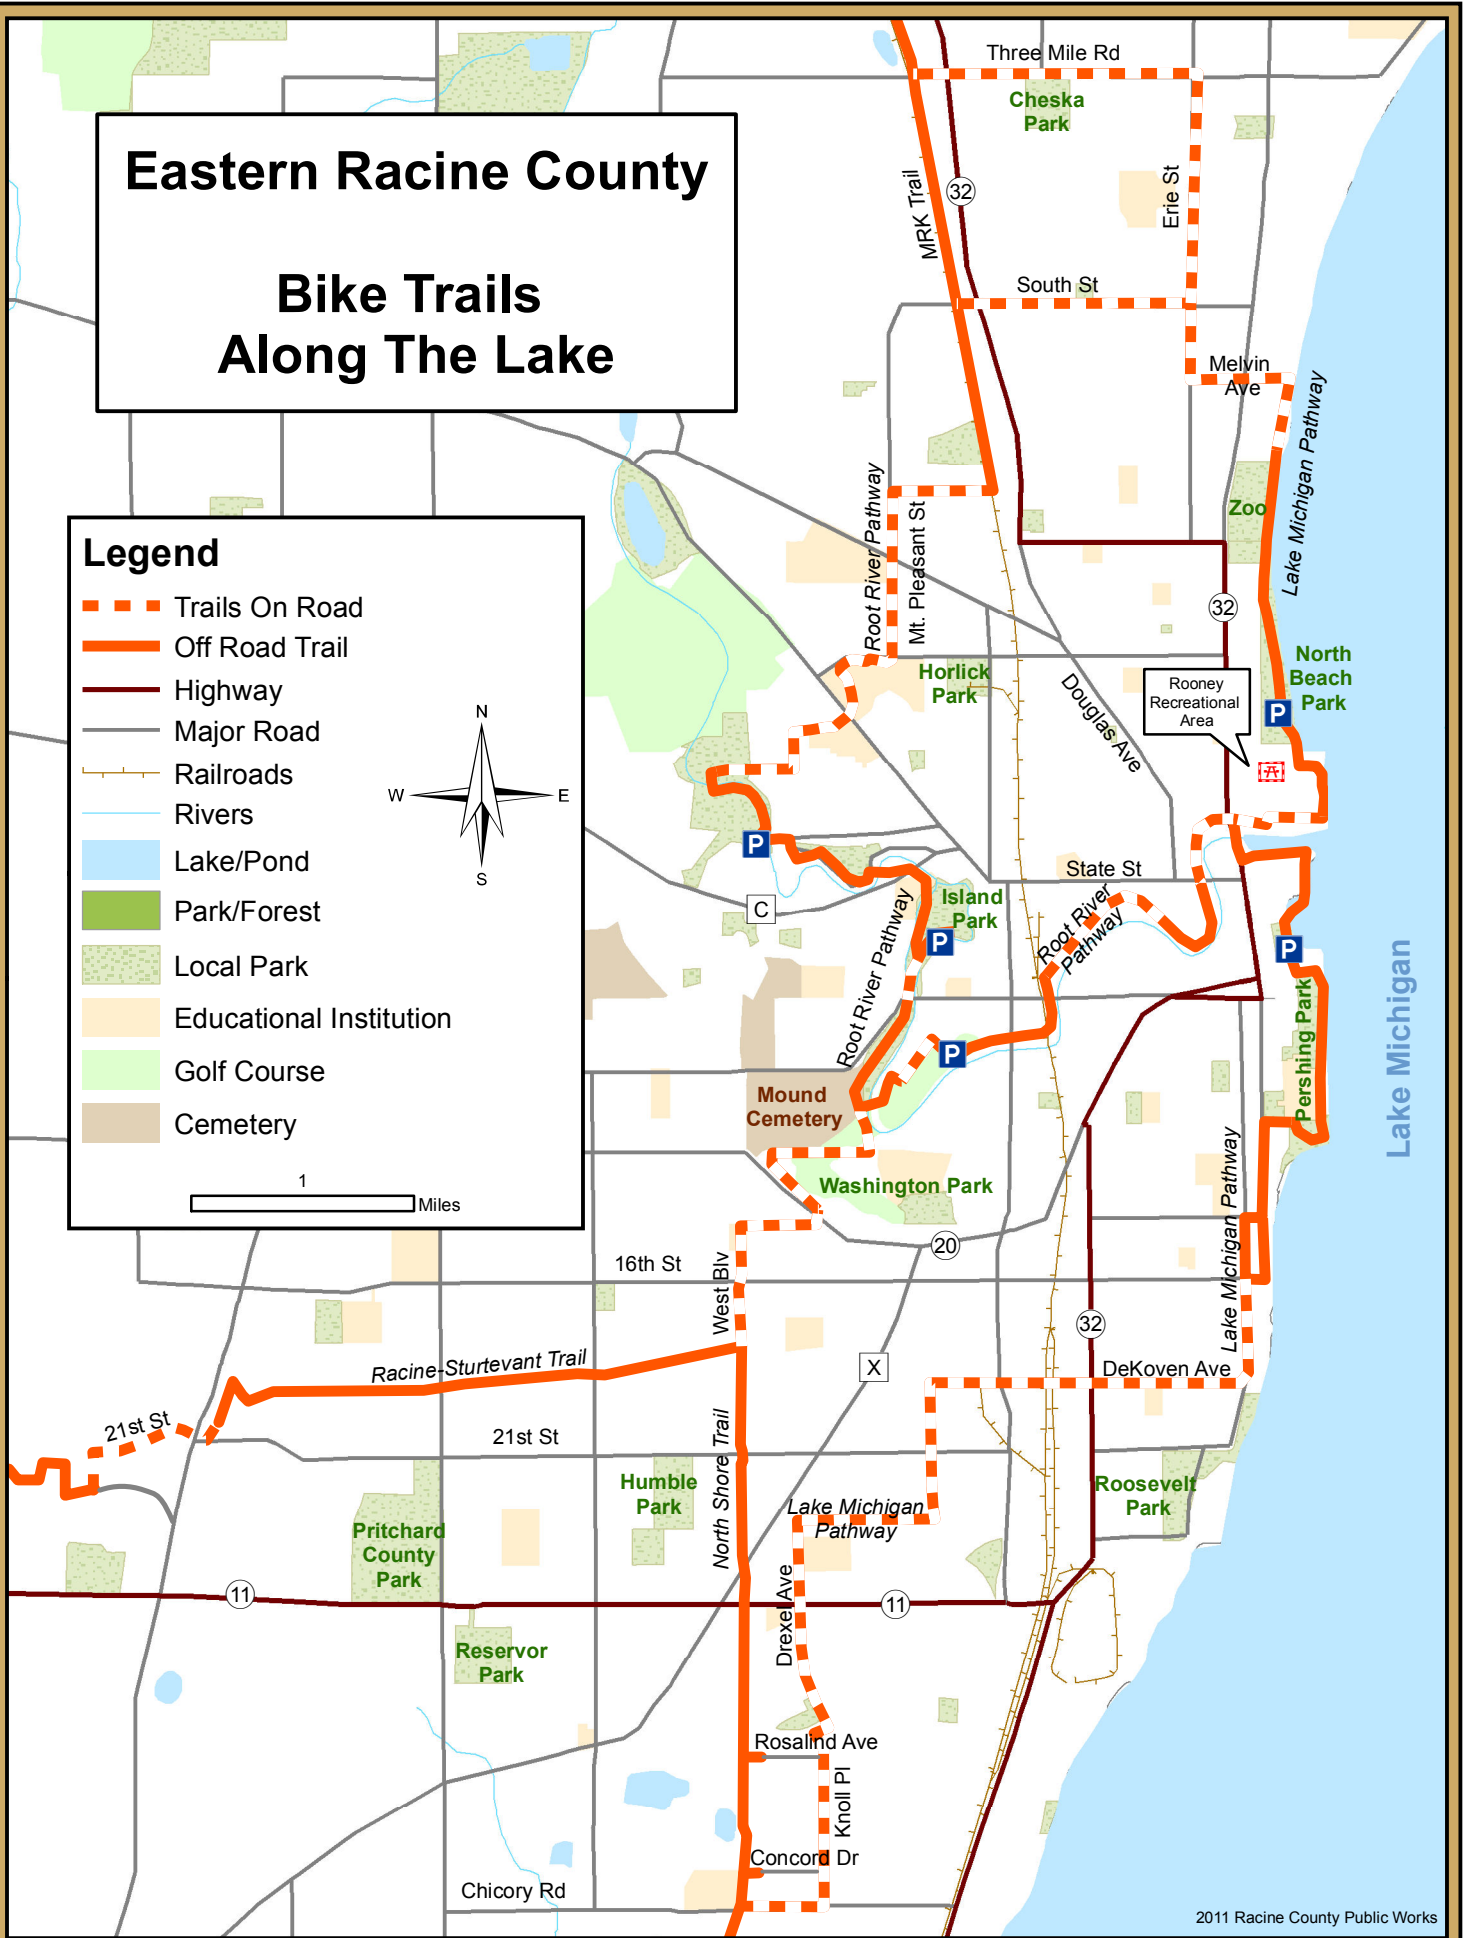 Eastern Racine County
Bike Trails
Along The Lake
Three Mile Rd
Cheska
Park
32
MRK Trail
Erie St
South St
Melvin
Ave
Lake Michigan Pathway
Zoo
Root River Pathway
Mt. Pleasant St
32
Legend
Trails On Road
Off Road Trail
Highway
Major Road
Railroads
Rivers
Lake/Pond
Park/Forest
Local Park
Educational Institution
Golf Course
Cemetery
N
W
E
S
1
Miles
Horlick
Park
Douglas Ave
Rooney
Recreational
Area
North
Beach
Park
P
P
C
State St
Island
Park
P
Root River Pathway
Root River
Pathway
P
P
Pershing Park
Lake Michigan
Mound
Cemetery
Washington Park
20
Lake Michigan Pathway
16th St
West Blv
32
Racine-Sturtevant Trail
X
DeKoven Ave
21st St
21st St
North Shore Trail
Humble
Park
Lake Michigan
Pathway
Roosevelt
Park
Pritchard
County
Park
11
11
Drexel Ave
Reservor
Park
Rosalind Ave
Knoll Pl
Concord Dr
Chicory Rd
2011 Racine County Public Works